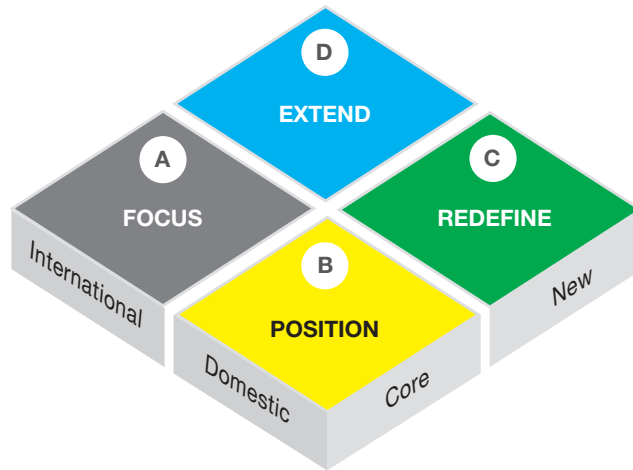 D
EXTEND
A
FOCUS
C
REDEFINE
B
POSITION
International
Domestic
Core
New